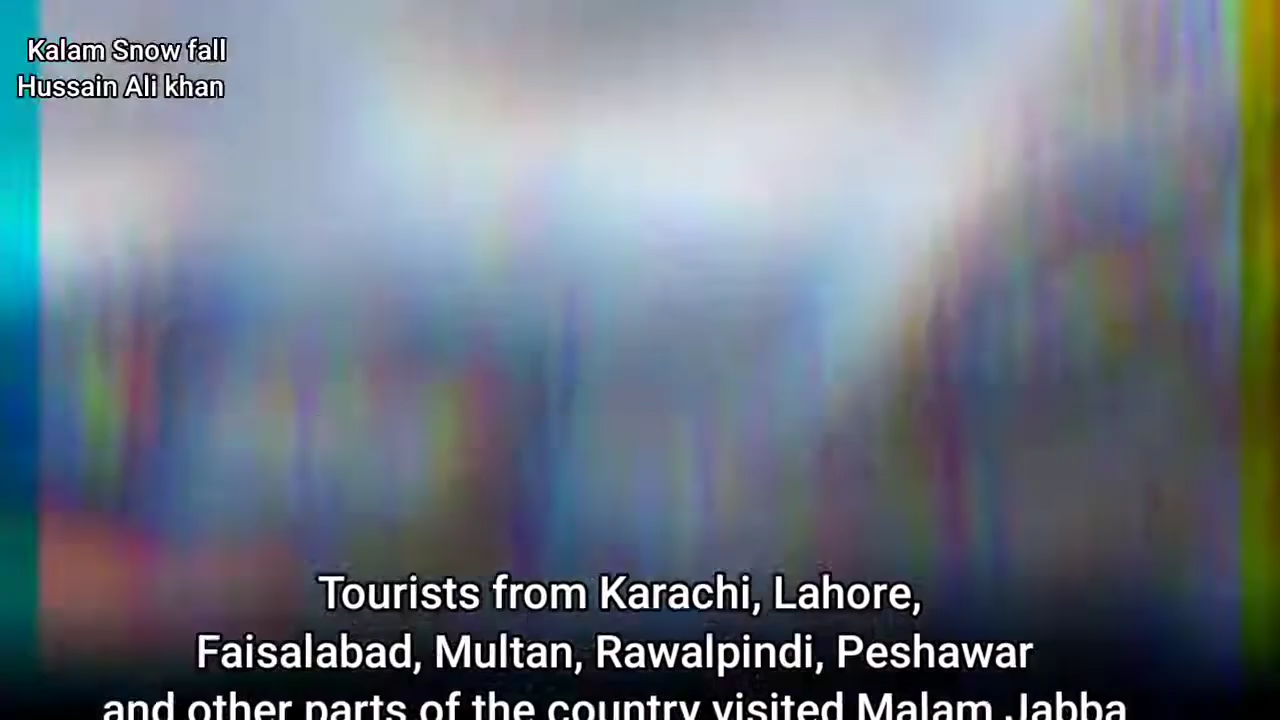 Kalam Snow fall
Hussain Ali khan
Tourists from Karachi, Lahore,
Faisalabad, Multan, Rawalpindi, Peshawar
and other parts of the country visited Malam Jabba